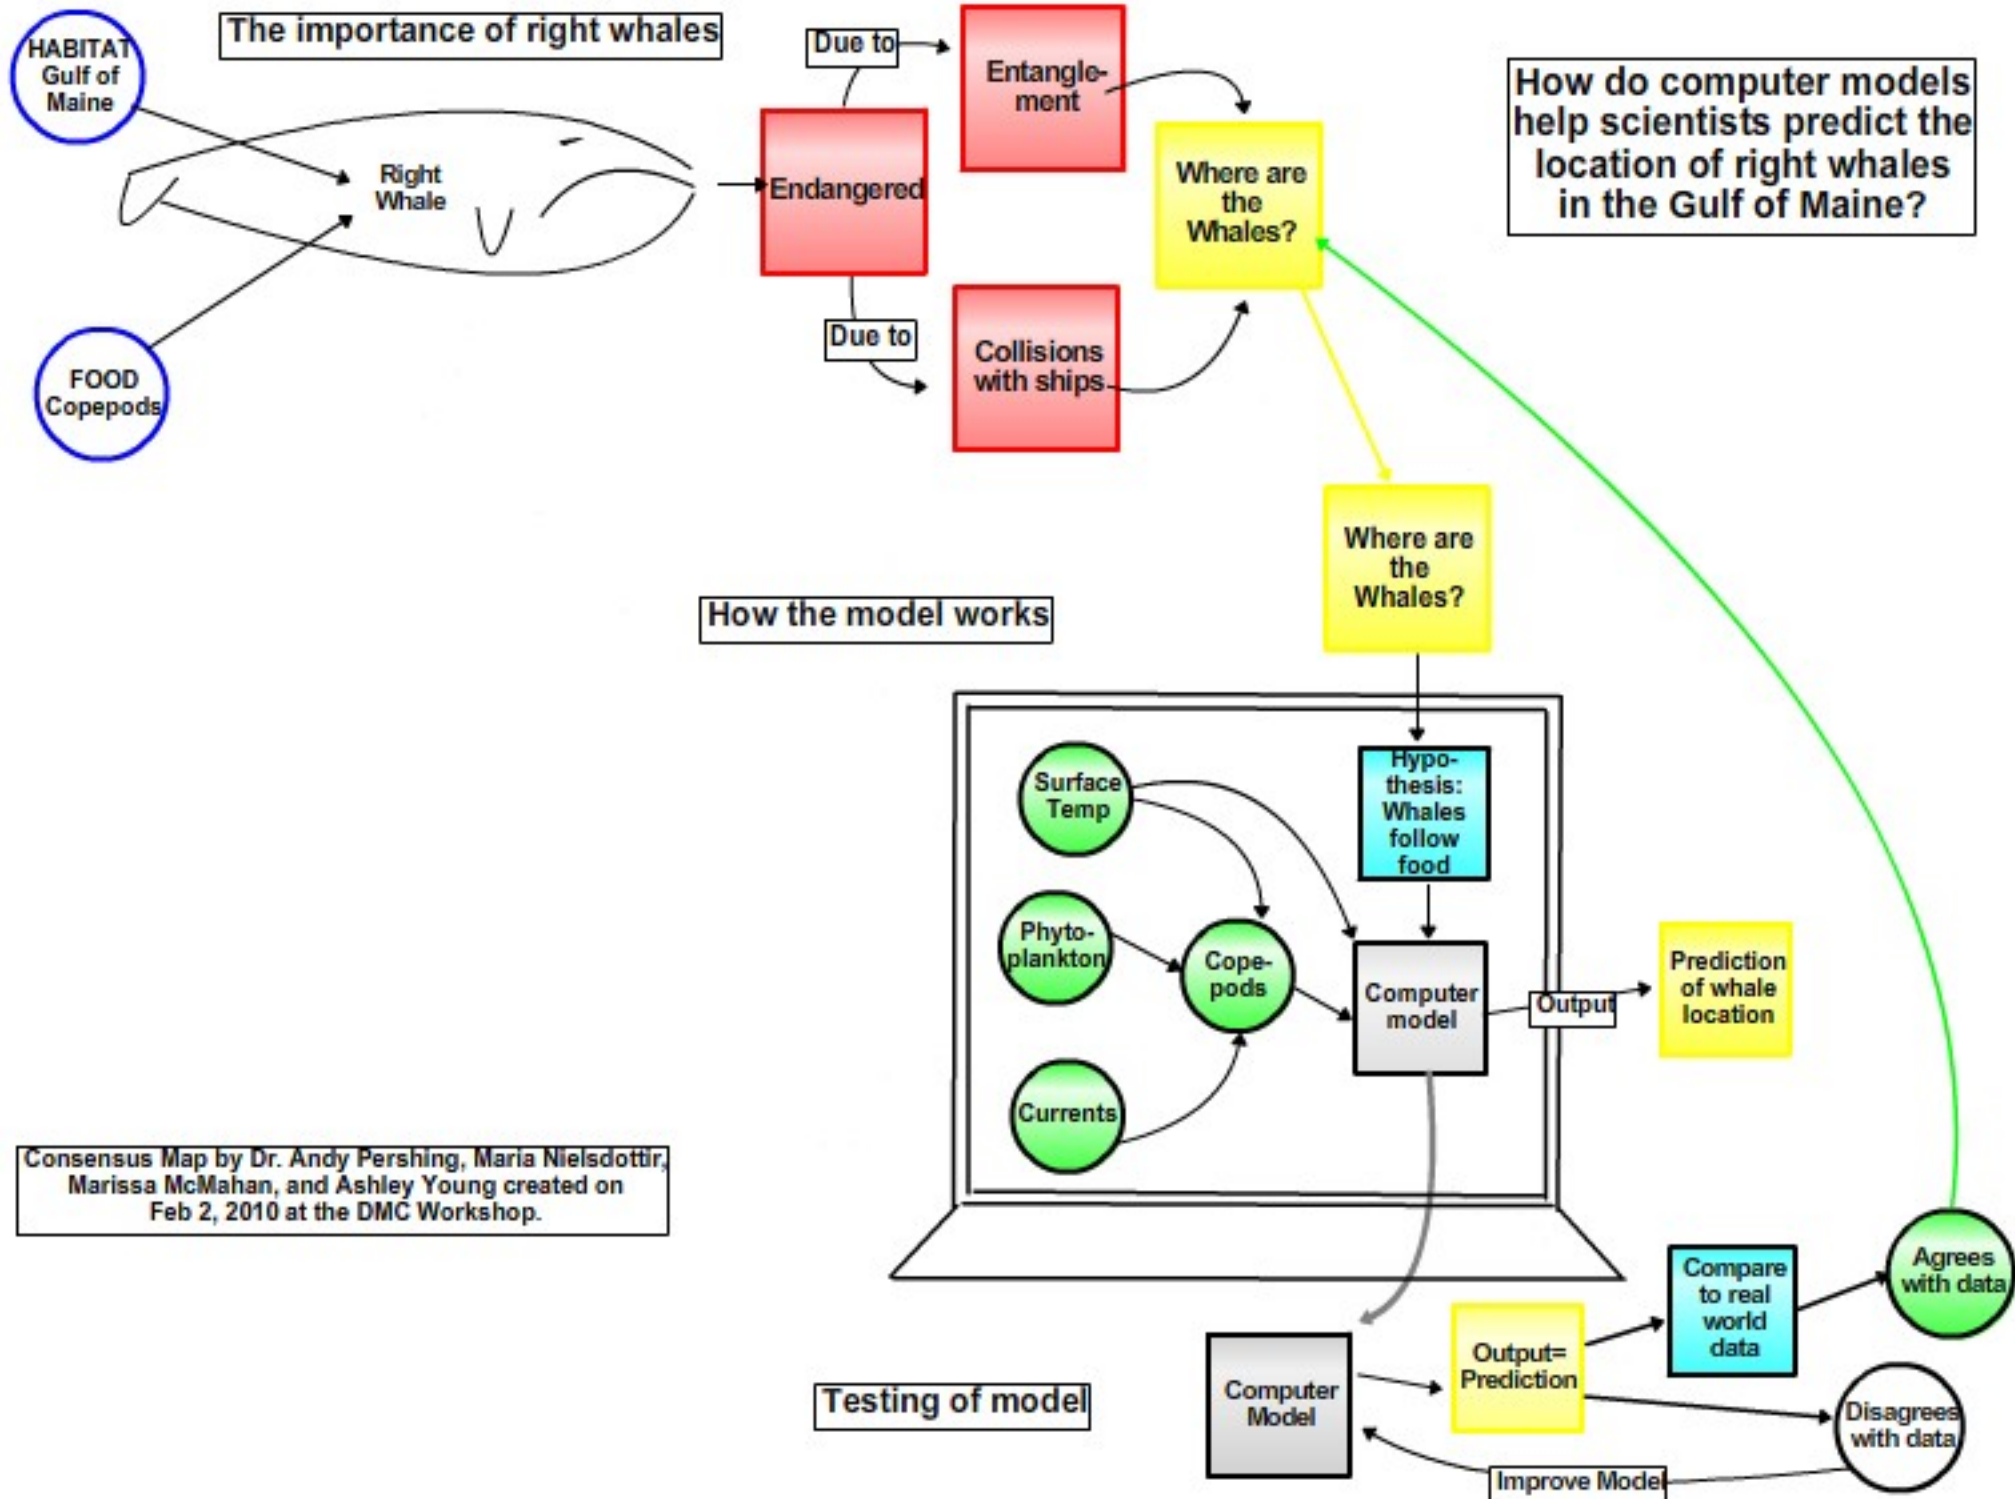 The importance of right whales
HABITAT
Gulf of
Maine
Right
Whale
FOOD
Copepods
Endangered
Due to
Entangle-
ment
Due to
Collisions
with ships
Where are
the
Whales?
How do computer models
help scientists predict the
location of right whales
in the Gulf of Maine?
Where are
the
Whales?
How the model works
Surface
Temp
Phyto-
plankton
Currents
Cope-
pods
Hypo-
thesis:
Whales
follow
food
Computer
model
Output
Prediction
of whale
location
Consensus Map by Dr. Andy Pershing, Maria Nielsdottir,
Marissa McMahan, and Ashley Young created on
Feb 2, 2010 at the DMC Workshop.
Testing of model
Computer
Model
Output=
Prediction
Compare
to real
world
data
Agrees
with data
Disagrees
with data
Improve Model